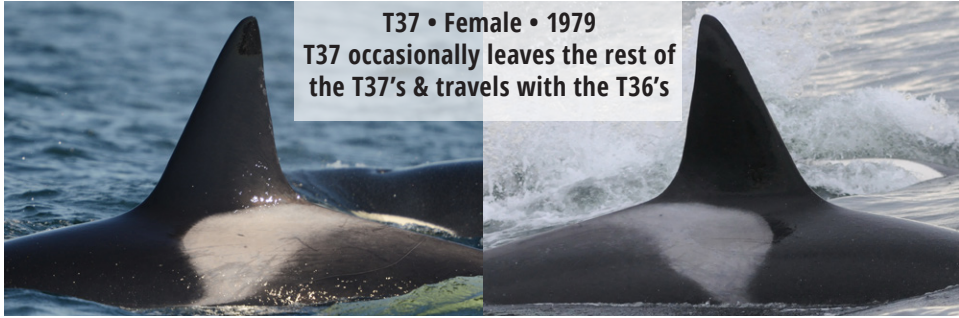 T37 • Female • 1979
T37 occasionally leaves the rest of
the T37's & travels with the T36's